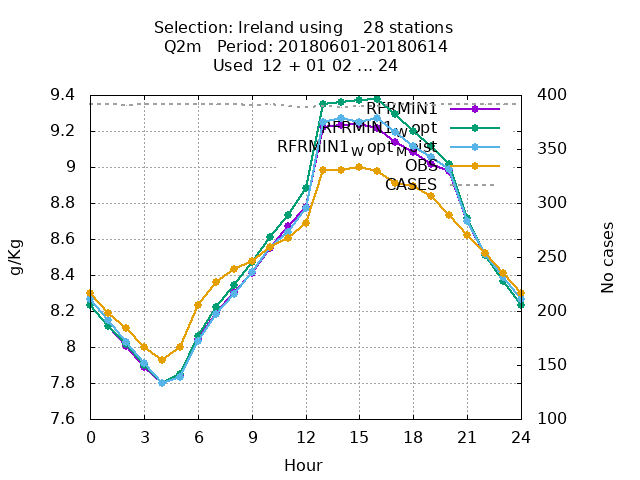 Selection: Ireland using 28 stations
Q2m Period: 20180601-20180614
Used 12 + 01 02 ... 24
9.4
9.2
9
8.8
8.6
8.4
8.2
8
7.8
7.6
g/Kg
RFRMIN1
RFRMIN1_W opt
RFRMIN1_W opt_Moist
OBS
CASES
400
350
300
250
200
150
100
No cases
0 3 6 9 12 15 18 21 24
Hour